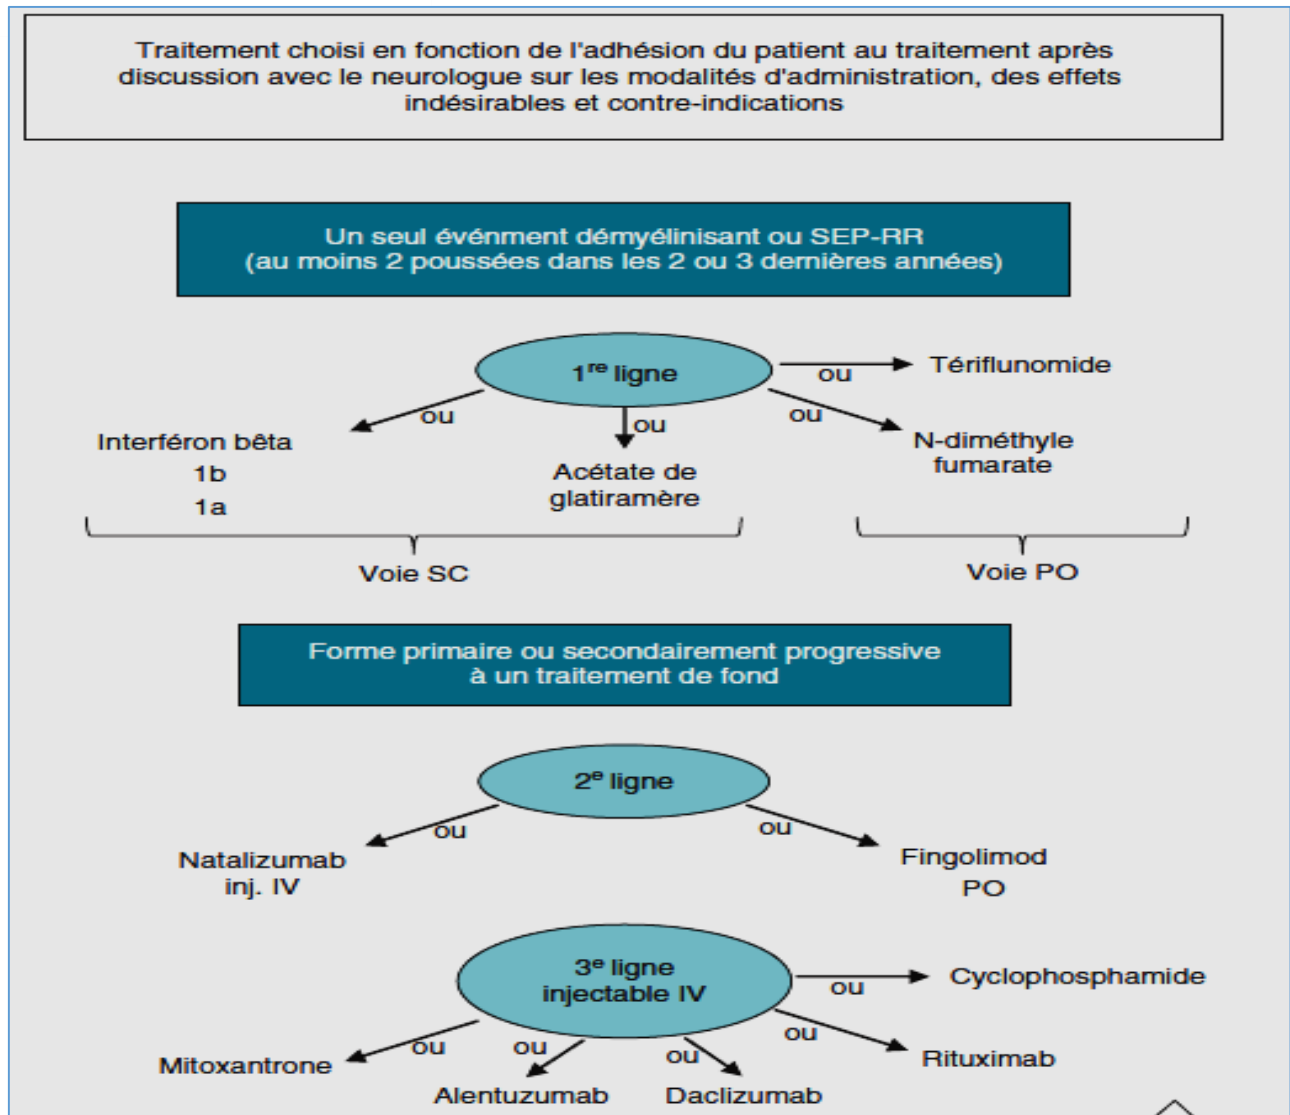 Traitement choisi en fonction de l'adhésion du patient au traitement après
discussion avec le neurologue sur les modalités d'administration, des effets
indésirables et contre-indications
Un seul événment démyélinisant ou SEP-RR
(au moins 2 poussées dans les 2 ou 3 dernières années)
1re ligne
ou
Tériflunomide
ou
ou
ou
Interféron bêta
1b
1a
Acétate de
glatiramère
N-diméthyle
fumarate
Voie SC
Voie PO
Forme primaire ou secondairement progressive
à un traitement de fond
2e ligne
ou
ou
Natalizumab
inj. IV
Fingolimod
PO
3e ligne
injectable IV
ou
Cyclophosphamide
ou
ou
ou
ou
Mitoxantrone
Alentuzumab
Daclizumab
Rituximab